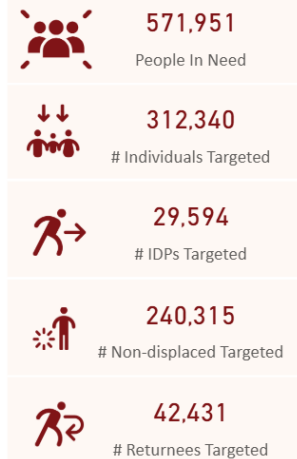 571,951
People In Need
312,340
# Individuals Targeted
29,594
# IDPs Targeted
240,315
# Non-displaced Targeted
42,431
# Returnees Targeted